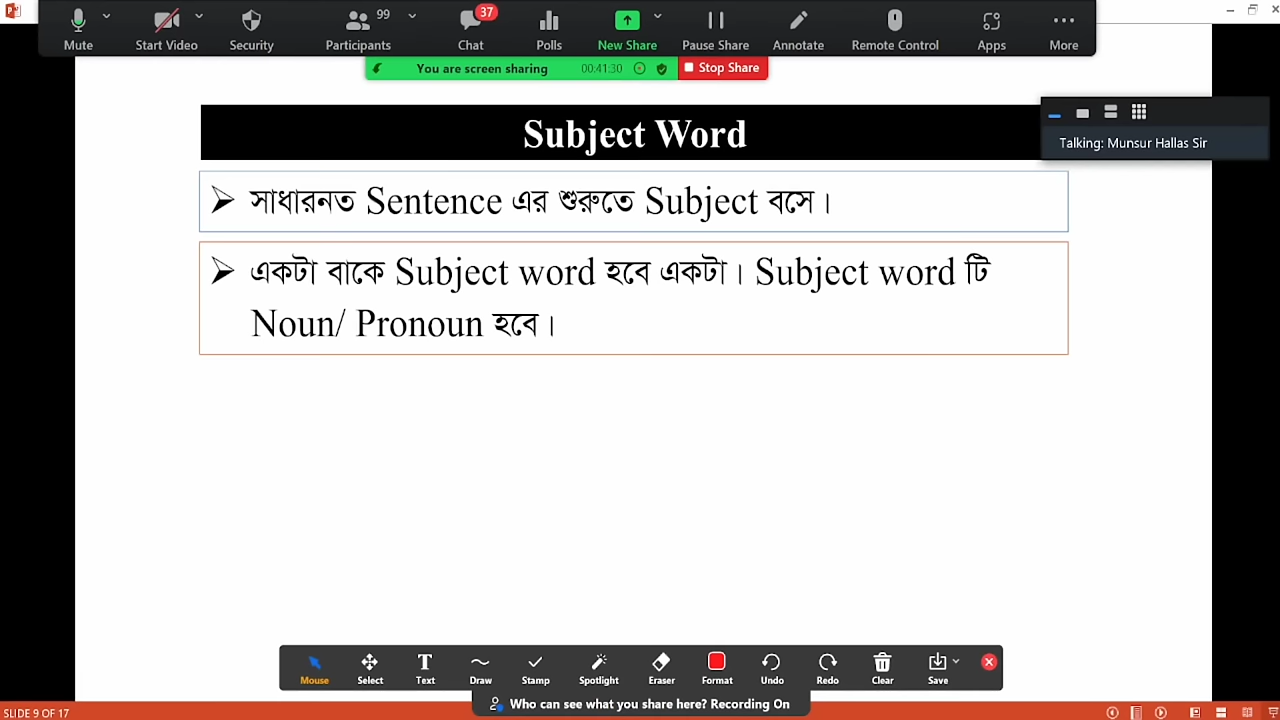 99
37
Mute
Start Video
Security
Participants
Chat
Polls
New Share
Pause Share
Annotate
Remote Control
Apps
More
You are screen sharing
00:41:30
Stop Share
Talking: Munsur Hallas Sir
Subject Word
সাধারনত Sentence এর শুরুতে Subject বসে।
একটা বাকে Subject word হবে একটা। Subject word টি
Noun/ Pronoun হবে।
Mouse
Select
Text
Draw
Stamp
Spotlight
Eraser
Format
Undo
Redo
Clear
Save
Who can see what you share here? Recording On
SLIDE 9 OF 17